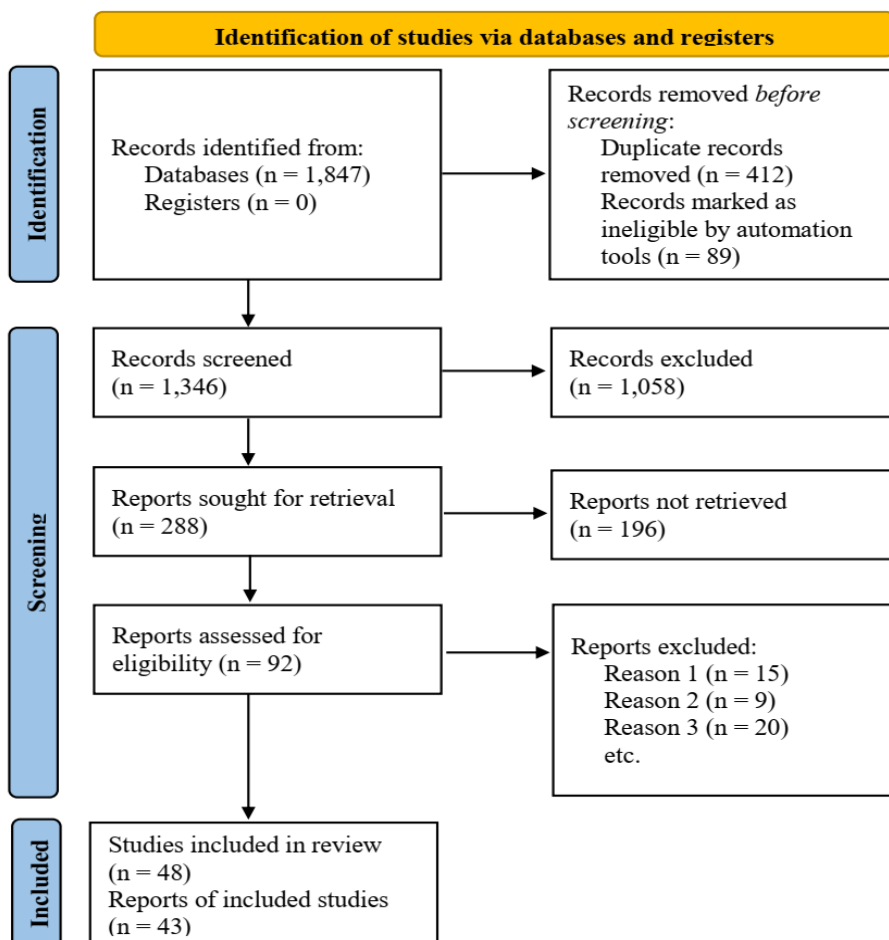 Identification of studies via databases and registers
Identification
Records identified from:
Databases (n = 1,847)
Registers (n = 0)
Records removed before
screening:
Duplicate records
removed (n = 412)
Records marked as
ineligible by automation
tools (n = 89)
Screening
Records screened
(n = 1,346)
Records excluded
(n = 1,058)
Reports sought for retrieval
(n = 288)
Reports not retrieved
(n = 196)
Reports assessed for
eligibility (n = 92)
Reports excluded:
Reason 1 (n = 15)
Reason 2 (n = 9)
Reason 3 (n = 20)
etc.
Included
Studies included in review
(n = 48)
Reports of included studies
(n = 43)